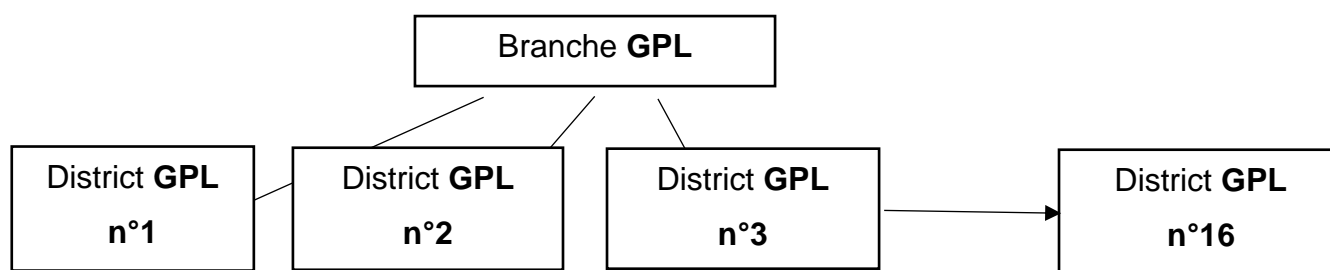 Branche GPL
District GPL
n°1
District GPL
n°2
District GPL
n°3
District GPL
n°16